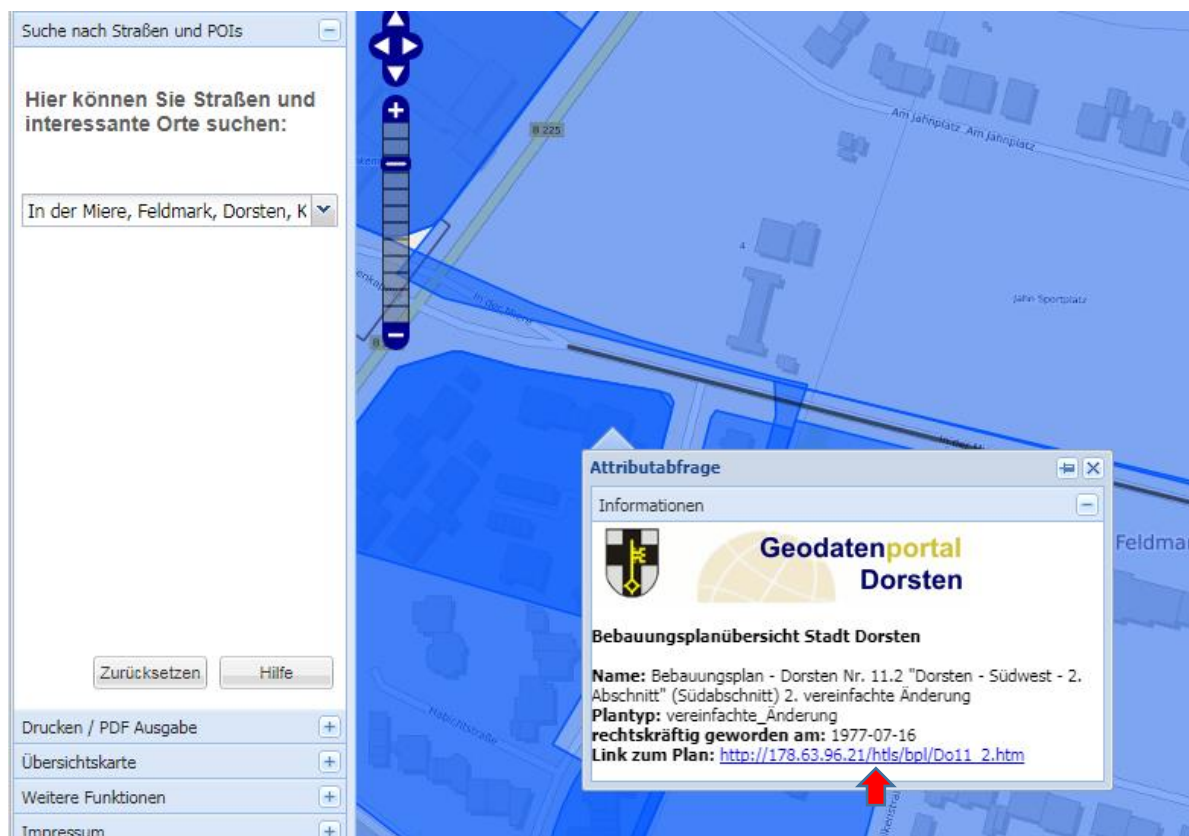 Suche nach Straßen und POIs
Hier können Sie Straßen und
interessante Orte suchen:
In der Miere, Feldmark, Dorsten, K
Zurücksetzen
Hilfe
Drucken / PDF Ausgabe
Übersichtskarte
Weitere Funktionen
Impressum
B 225
Am Jahnplatz
Am Jahnplatz
4
Jahn Sportplatz
In der Miere
Attributabfrage
Informationen
Geodatenportal
Dorsten
Bebauungsplanübersicht Stadt Dorsten
Name: Bebauungsplan - Dorsten Nr. 11.2 "Dorsten - Südwest - 2.
Abschnitt" (Südabschnitt) 2. vereinfachte Änderung
Plantyp: vereinfachte_Änderung
rechtskräftig geworden am: 1977-07-16
Link zum Plan: http://178.63.96.21/htls/bpl/Do11_2.htm
Habichtstraße